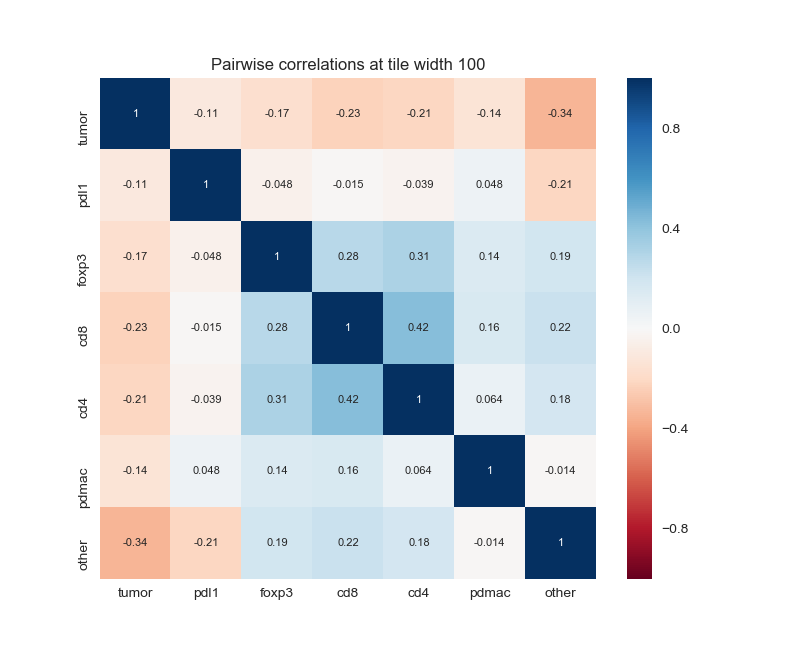 Pairwise correlations at tile width 100
tumor 1 -0.11 -0.17 -0.23 -0.21 -0.14 -0.34
pdl1 -0.11 1 -0.048 -0.015 -0.039 0.048 -0.21
foxp3 -0.17 -0.048 1 0.28 0.31 0.14 0.19
cd8 -0.23 -0.015 0.28 1 0.42 0.16 0.22
cd4 -0.21 -0.039 0.31 0.42 1 0.064 0.18
pdmac -0.14 0.048 0.14 0.16 0.064 1 -0.014
other -0.34 -0.21 0.19 0.22 0.18 -0.014 1
tumor pdl1 foxp3 cd8 cd4 pdmac other
0.8
0.4
0.0
−0.4
−0.8